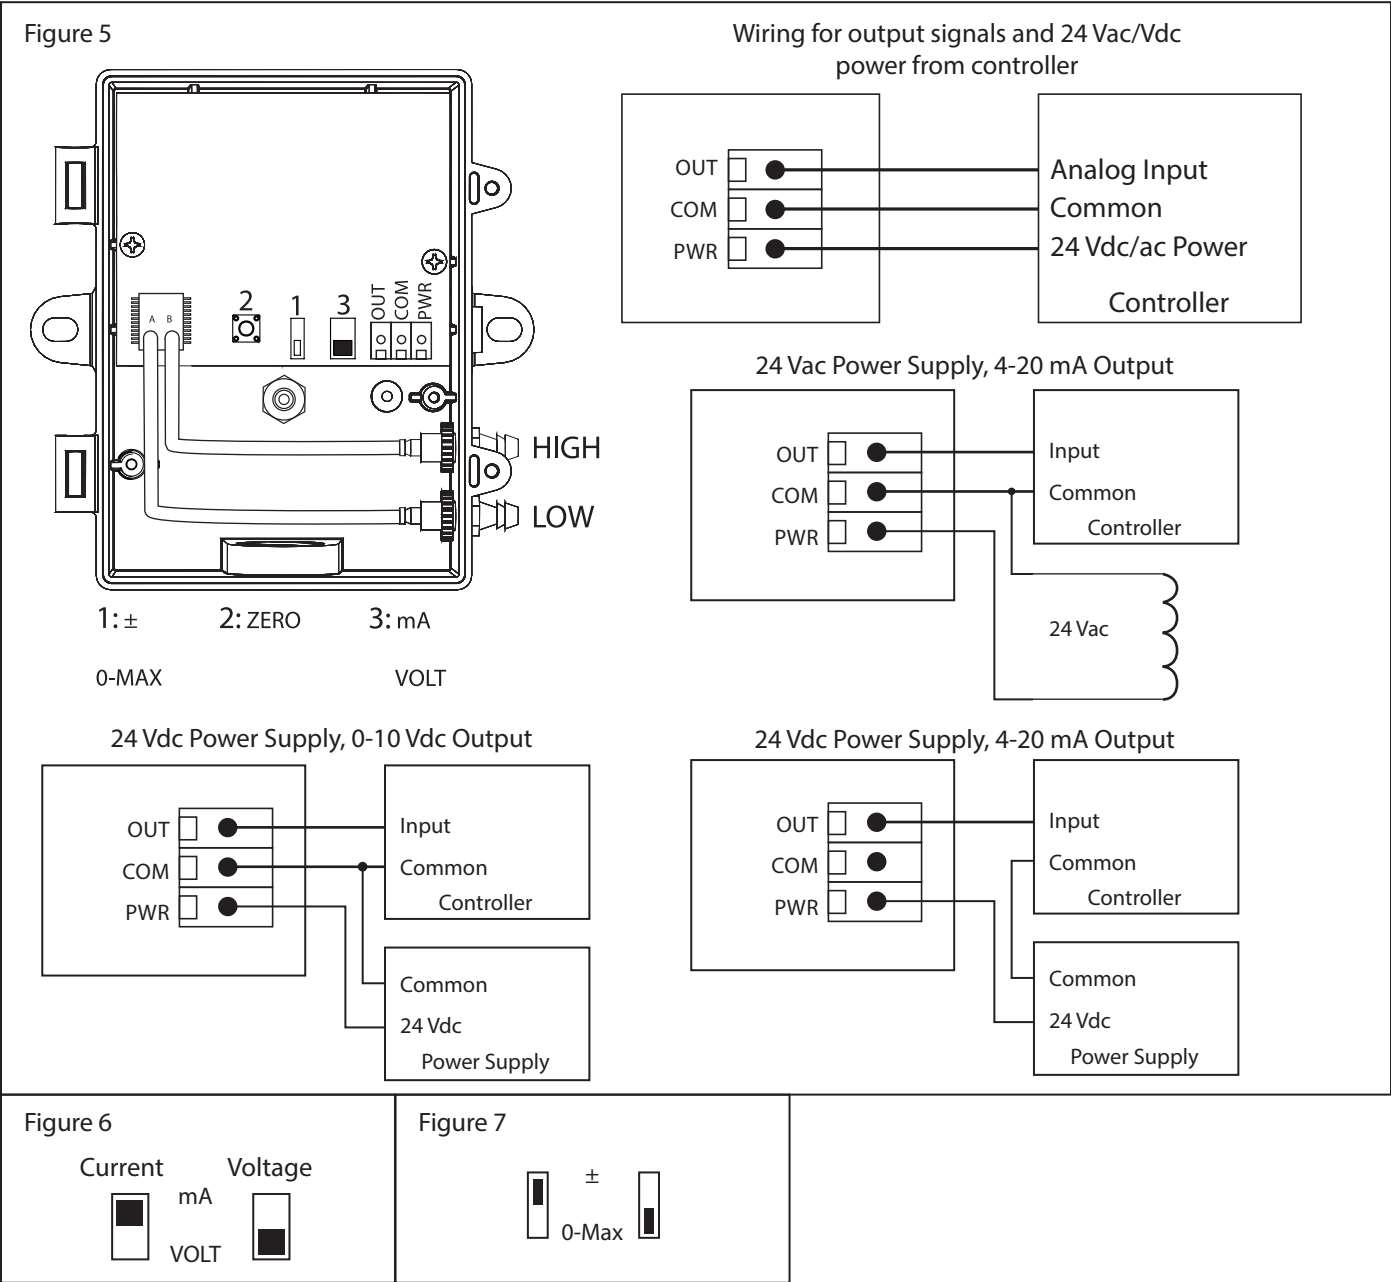 Figure 5
Wiring for output signals and 24 Vac/Vdc
power from controller
OUT
COM
PWR
Analog Input
Common
24 Vdc/ac Power
Controller
A B
2
1
3
OUT
COM
PWR
HIGH
LOW
1: ±
0-MAX
2: ZERO
3: mA
VOLT
24 Vac Power Supply, 4-20 mA Output
OUT
COM
PWR
Input
Common
Controller
24 Vac
24 Vdc Power Supply, 0-10 Vdc Output
OUT
COM
PWR
Input
Common
Controller
Common
24 Vdc
Power Supply
24 Vdc Power Supply, 4-20 mA Output
OUT
COM
PWR
Input
Common
Controller
Common
24 Vdc
Power Supply
Figure 6
Current
Voltage
mA
VOLT
Figure 7
±
0-Max